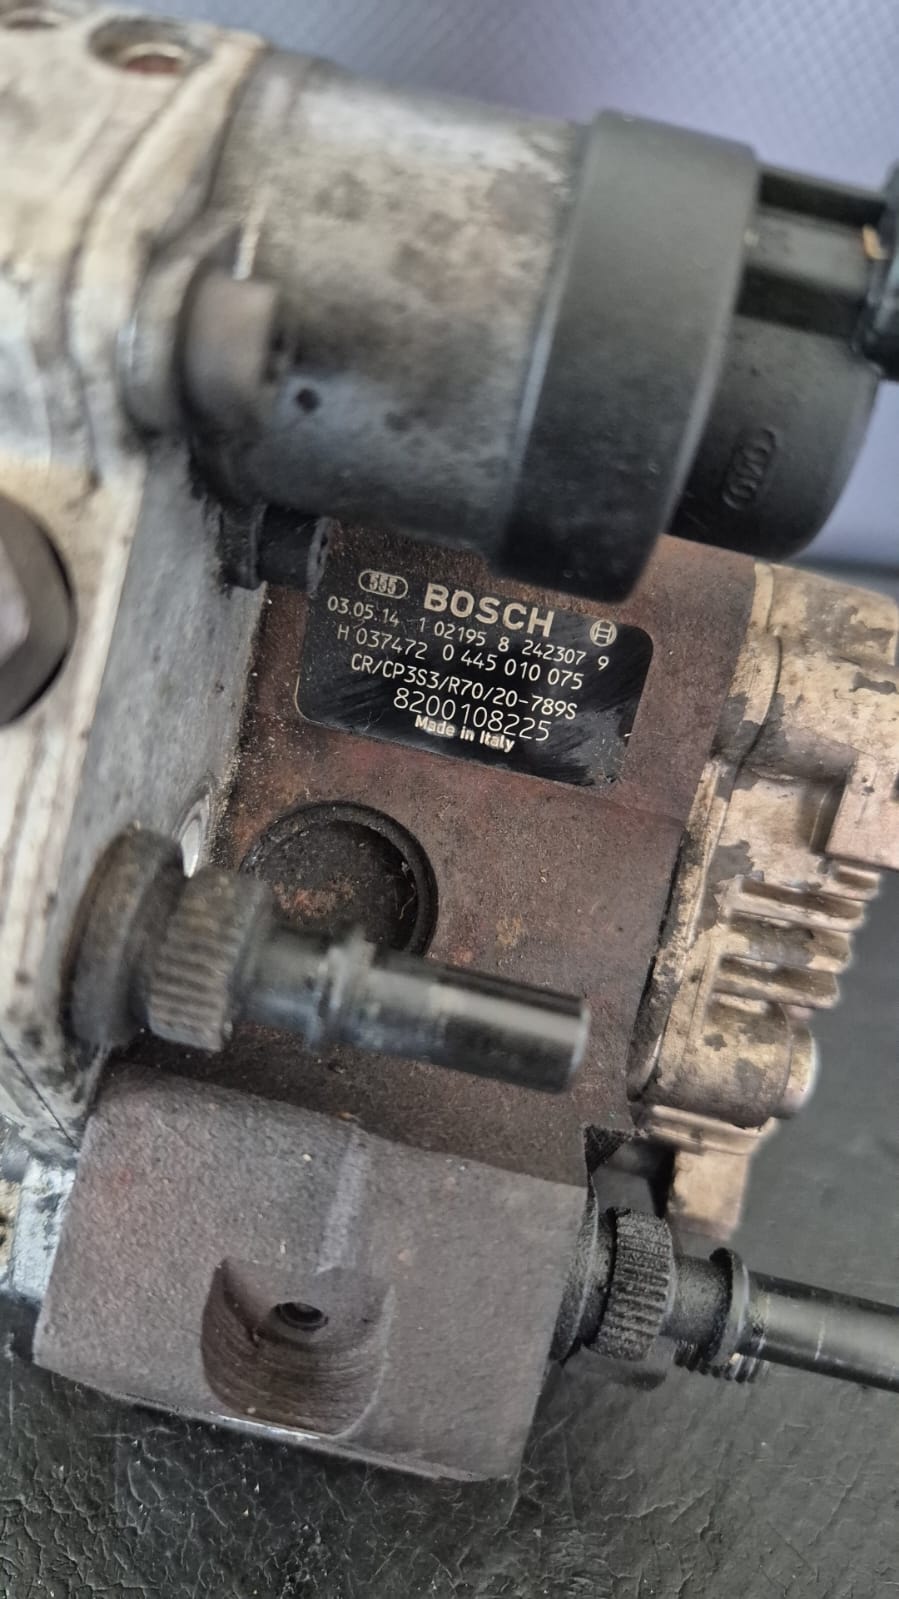 555 BOSCH
03.05.14 1 02195 8 242307 9
H 037472 0 445 010 075
CR/CP3S3/R70/20-789S
8200108225
Made in Italy